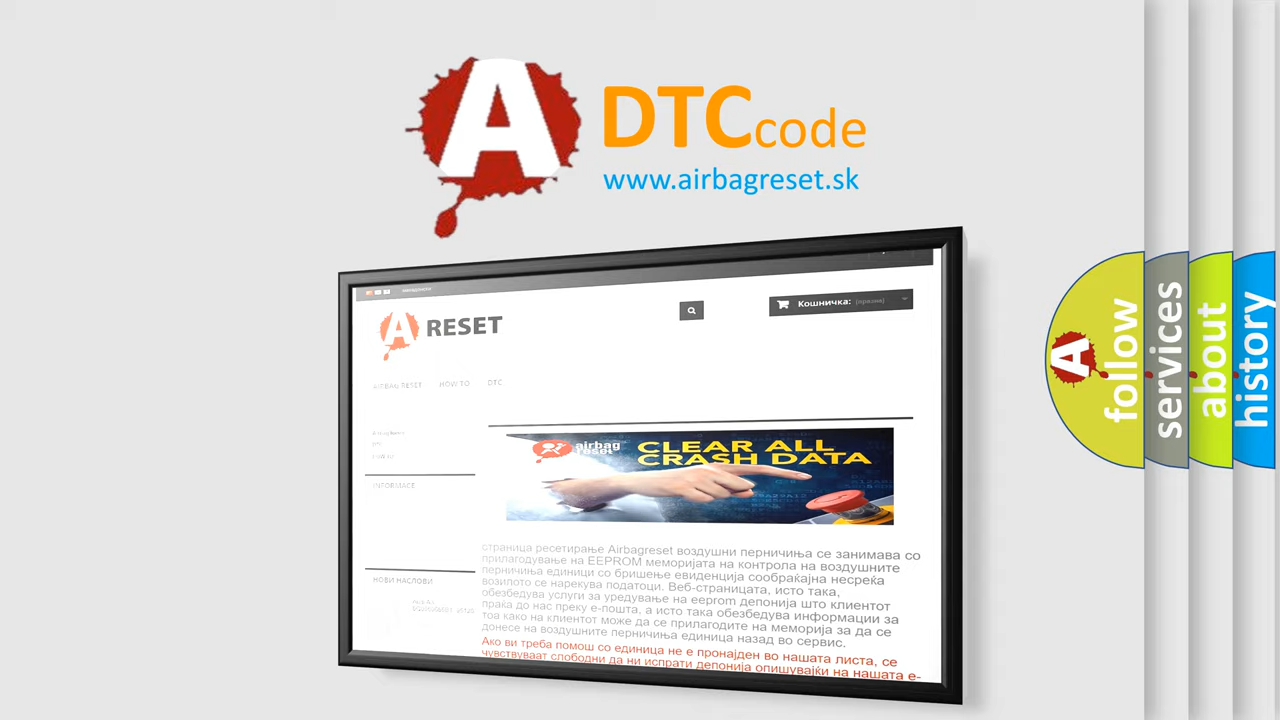 A
DTCcode
www.airbagreset.sk
A RESET
Кошничка: (празна)
AIRBAG RESET HOW TO DTC
INFORMACE
airbag reset
CLEAR ALL
CRASH DATA
страница ресетирање Airbagreset воздушни перничиња се занимава со
прилагодување на EEPROM меморијата на контрола на воздушните
перничиња единици со бришење евиденција сообраќајна несреќа
возилото се нарекува податоци. Веб-страницата, исто така,
обезбедува услуги за уредување на eeprom депонија што клиентот
праќа до нас преку е-пошта, а исто така обезбедува информации за
тоа како на клиентот може да се прилагодите на меморија за да се
донесе на воздушните перничиња единица назад во сервис.
Ако ви треба помош со единица не е пронајден во нашата листа, се
чувствуваат слободни да ни испрати депонија опишувајќи на нашата е-
НОВИ НАСЛОВИ
A
follow
services
about
history